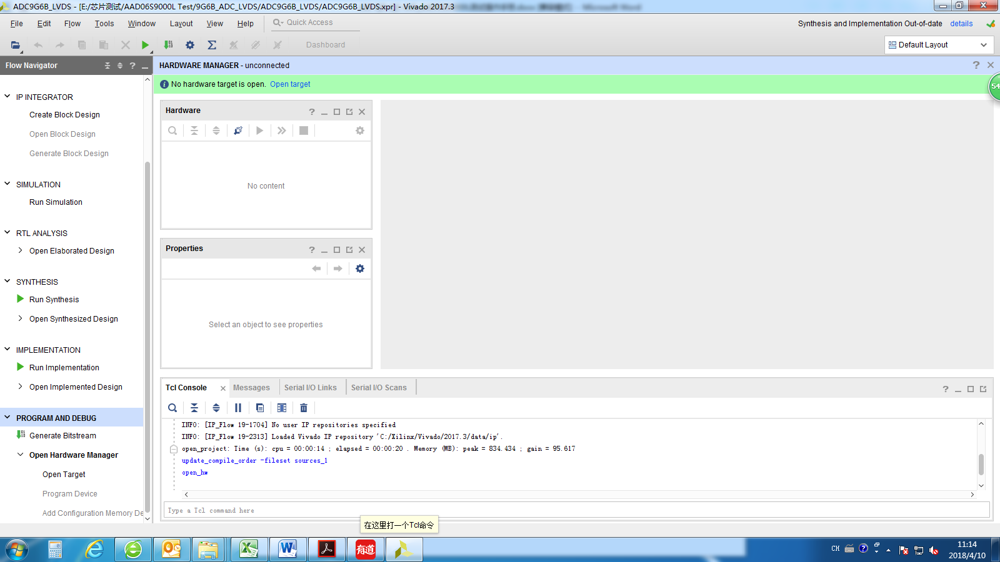 ADC9G6B_LVDS - [E:/芯片测试/AAD06S9000L Test/9G6B_ADC_LVDS/ADC9G6B_LVDS/ADC9G6B_LVDS.xpr] - Vivado 2017.3
Microsoft Word
File Edit Flow Tools Window Layout View Help Quick Access
Synthesis and Implementation Out-of-date details
Dashboard
Default Layout
Flow Navigator
HARDWARE MANAGER - unconnected
No hardware target is open. Open target
54
IP INTEGRATOR
Create Block Design
Open Block Design
Generate Block Design
SIMULATION
Run Simulation
RTL ANALYSIS
Open Elaborated Design
SYNTHESIS
Run Synthesis
Open Synthesized Design
IMPLEMENTATION
Run Implementation
Open Implemented Design
PROGRAM AND DEBUG
Generate Bitstream
Open Hardware Manager
Open Target
Program Device
Add Configuration Memory De
Hardware
No content
Properties
Select an object to see properties
Tcl Console Messages Serial I/O Links Serial I/O Scans
INFO: [IP_Flow 19-1704] No user IP repositories specified
INFO: [IP_Flow 19-2313] Loaded Vivado IP repository 'C:/Xilinx/Vivado/2017.3/data/ip'.
open_project: Time (s): cpu = 00:00:14 ; elapsed = 00:00:20 . Memory (MB): peak = 834.434 ; gain = 95.617
update_compile_order -fileset sources_1
open_hw
Type a Tcl command here
在这里打一个Tcl命令
有道
CH
11:14
2018/4/10